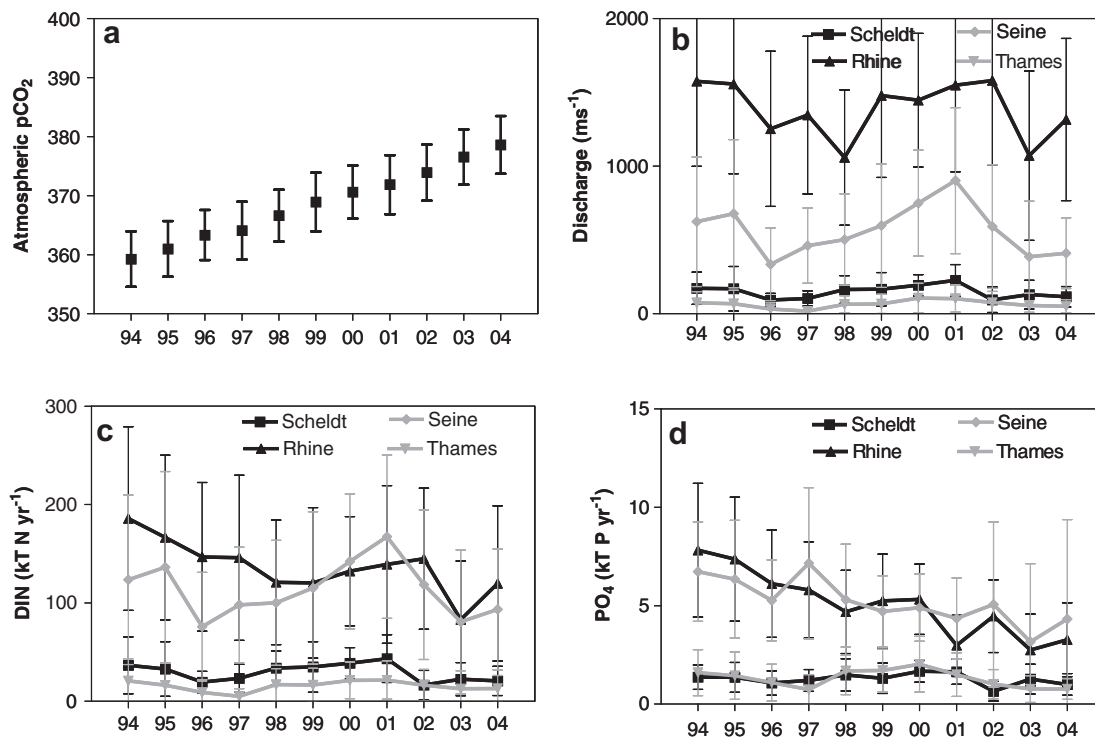 a
Atmospheric pCO2
400
390
380
370
360
350
94 95 96 97 98 99 00 01 02 03 04
b
Discharge (ms-1)
2000
1000
0
Scheldt Seine
Rhine Thames
94 95 96 97 98 99 00 01 02 03 04
c
DIN (kT N yr-1)
300
200
100
0
Scheldt Seine
Rhine Thames
94 95 96 97 98 99 00 01 02 03 04
d
PO4 (kT P yr-1)
15
10
5
0
Scheldt Seine
Rhine Thames
94 95 96 97 98 99 00 01 02 03 04